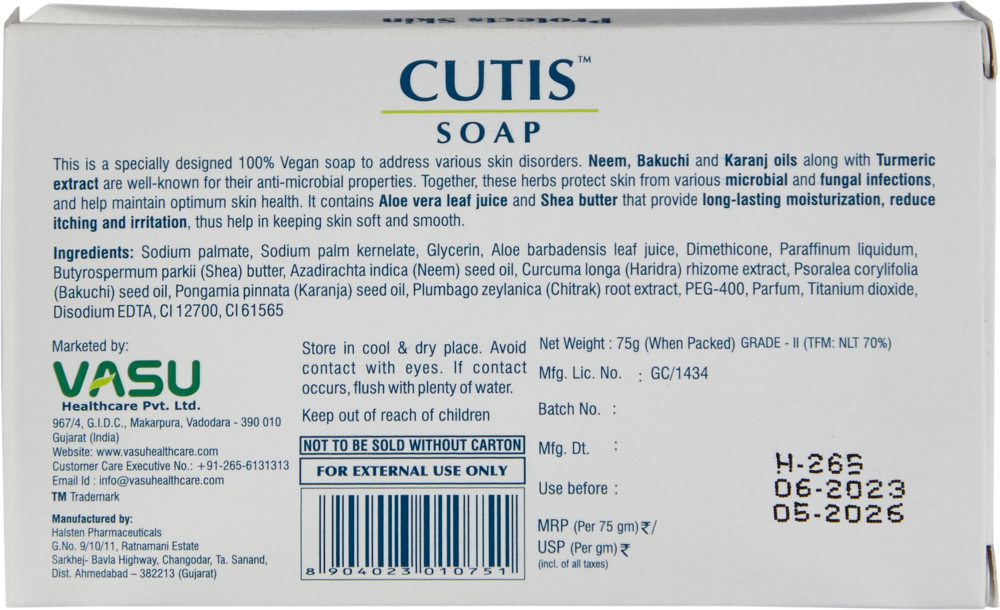 Protects Skin
CUTIS™
SOAP
This is a specially designed 100% Vegan soap to address various skin disorders. Neem, Bakuchi and Karanj oils along with Turmeric
extract are well-known for their anti-microbial properties. Together, these herbs protect skin from various microbial and fungal infections,
and help maintain optimum skin health. It contains Aloe vera leaf juice and Shea butter that provide long-lasting moisturization, reduce
itching and irritation, thus help in keeping skin soft and smooth.
Ingredients: Sodium palmate, Sodium palm kernelate, Glycerin, Aloe barbadensis leaf juice, Dimethicone, Paraffinum liquidum,
Butyrospermum parkii (Shea) butter, Azadirachta indica (Neem) seed oil, Curcuma longa (Haridra) rhizome extract, Psoralea corylifolia
(Bakuchi) seed oil, Pongamia pinnata (Karanja) seed oil, Plumbago zeylanica (Chitrak) root extract, PEG-400, Parfum, Titanium dioxide,
Disodium EDTA, CI 12700, CI 61565
Marketed by:
VASU
Healthcare Pvt. Ltd.
967/4, G.I.D.C., Makarpura, Vadodara - 390 010
Gujarat (India)
Website: www.vasuhealthcare.com
Customer Care Executive No.: +91-265-6131313
Email Id : info@vasuhealthcare.com
TM Trademark
Manufactured by:
Halsten Pharmaceuticals
G.No. 9/10/11, Ratnamani Estate
Sarkhej- Bavla Highway, Changodar, Ta. Sanand,
Dist. Ahmedabad – 382213 (Gujarat)
Store in cool & dry place. Avoid
contact with eyes. If contact
occurs, flush with plenty of water.
Keep out of reach of children
NOT TO BE SOLD WITHOUT CARTON
FOR EXTERNAL USE ONLY
8 904023 010751
Net Weight : 75g (When Packed) GRADE - II (TFM: NLT 70%)
Mfg. Lic. No. : GC/1434
Batch No. :
Mfg. Dt. :
Use before :
MRP (Per 75 gm) ₹/
USP (Per gm) ₹
(incl. of all taxes)
H-265
06-2023
05-2026